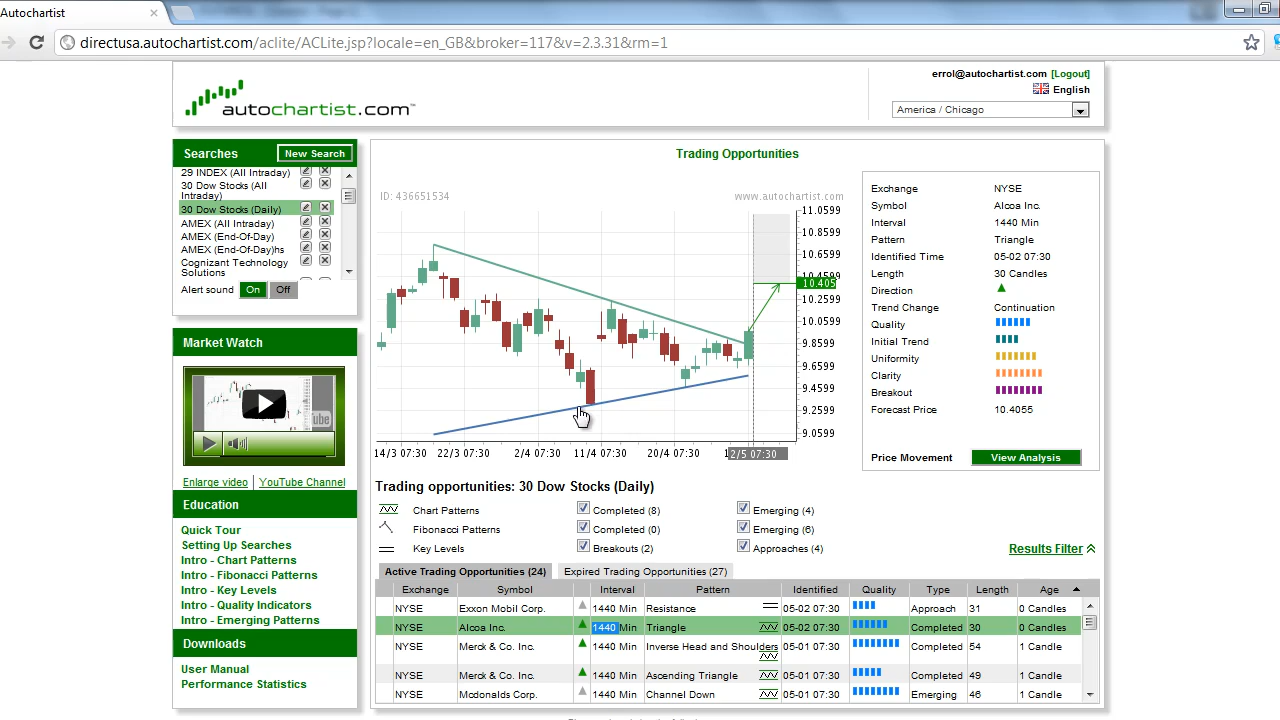 Autochartist
directusa.autochartist.com/aclite/ACLite.jsp?locale=en_GB&broker=117&v=2.3.31&rm=1
autochartist.com™
errol@autochartist.com [Logout]
English
America / Chicago
Searches
New Search
29 INDEX (All Intraday)
30 Dow Stocks (All
Intraday)
30 Dow Stocks (Daily)
AMEX (All Intraday)
AMEX (End-Of-Day)
AMEX (End-Of-Day)hs
Cognizant Technology
Solutions
Alert sound On Off
Market Watch
Enlarge video YouTube Channel
Education
Quick Tour
Setting Up Searches
Intro - Chart Patterns
Intro - Fibonacci Patterns
Intro - Key Levels
Intro - Quality Indicators
Intro - Emerging Patterns
Downloads
User Manual
Performance Statistics
Trading Opportunities
ID: 436651534
www.autochartist.com
11.0599
10.8599
10.6599
10.4599
10.405
10.2599
10.0599
9.8599
9.6599
9.4599
9.2599
9.0599
14/3 07:30 22/3 07:30 2/4 07:30 11/4 07:30 20/4 07:30 2/5 07:30
Exchange NYSE
Symbol Alcoa Inc.
Interval 1440 Min
Pattern Triangle
Identified Time 05-02 07:30
Length 30 Candles
Direction
Trend Change Continuation
Quality
Initial Trend
Uniformity
Clarity
Breakout
Forecast Price 10.4055
Price Movement View Analysis
Trading opportunities: 30 Dow Stocks (Daily)
Chart Patterns Completed (8) Emerging (4)
Fibonacci Patterns Completed (0) Emerging (6)
Key Levels Breakouts (2) Approaches (4)
Results Filter
Active Trading Opportunities (24) Expired Trading Opportunities (27)
Exchange Symbol Interval Pattern Identified Quality Type Length Age
NYSE Exxon Mobil Corp. 1440 Min Resistance 05-02 07:30 Approach 31 0 Candles
NYSE Alcoa Inc. 1440 Min Triangle 05-02 07:30 Completed 30 0 Candles
NYSE Merck & Co. Inc. 1440 Min Inverse Head and Shoulders 05-01 07:30 Completed 54 1 Candle
NYSE Merck & Co. Inc. 1440 Min Ascending Triangle 05-01 07:30 Completed 49 1 Candle
NYSE Mcdonalds Corp. 1440 Min Channel Down 05-01 07:30 Emerging 46 1 Candle